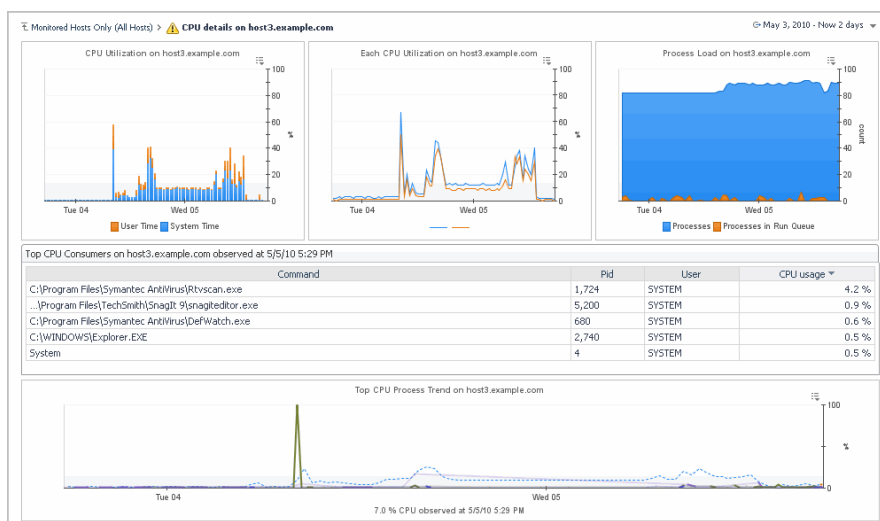 Monitored Hosts Only (All Hosts) > CPU details on host3.example.com
May 3, 2010 - Now 2 days
CPU Utilization on host3.example.com
100
80
60
40
20
0
%
Tue 04 Wed 05
User Time System Time
Each CPU Utilization on host3.example.com
100
80
60
40
20
0
%
Tue 04 Wed 05
Process Load on host3.example.com
100
80
60
40
20
0
count
Tue 04 Wed 05
Processes Processes in Run Queue
Top CPU Consumers on host3.example.com observed at 5/5/10 5:29 PM
Command Pid User CPU usage
C:\Program Files\Symantec AntiVirus\Rtvscan.exe 1,724 SYSTEM 4.2 %
...\Program Files\TechSmith\SnagIt 9\snagiteditor.exe 5,200 SYSTEM 0.9 %
C:\Program Files\Symantec AntiVirus\DefWatch.exe 680 SYSTEM 0.6 %
C:\WINDOWS\Explorer.EXE 2,740 SYSTEM 0.5 %
System 4 SYSTEM 0.5 %
Top CPU Process Trend on host3.example.com
100
0
%
Tue 04 Wed 05
7.0 % CPU observed at 5/5/10 5:29 PM